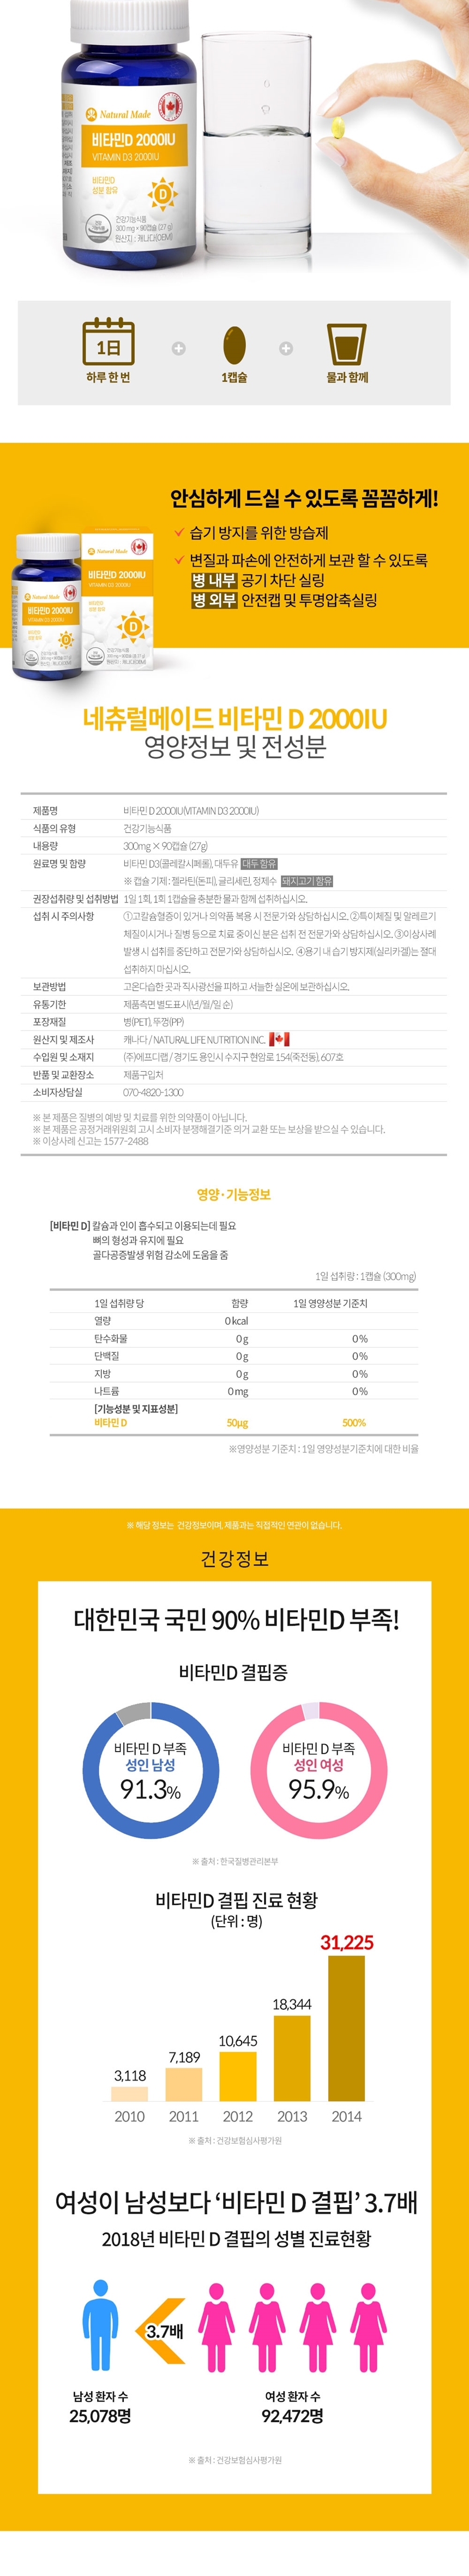 Natural Made
비타민D 2000IU
VITAMIN D3 2000IU
비타민D
성분 함유
D
건강기능식품
300 mg × 90캡슐 (27 g)
원산지 : 캐나다(OEM)
1日
하루 한 번
1캡슐
물과 함께
안심하게 드실 수 있도록 꼼꼼하게!
습기 방지를 위한 방습제
변질과 파손에 안전하게 보관 할 수 있도록
병 내부 공기 차단 실링
병 외부 안전캡 및 투명압축실링
Natural Made
비타민D 2000IU
VITAMIN D3 2000IU
비타민D
성분 함유
D
Natural Made
비타민D 2000IU
VITAMIN D3 2000IU
비타민D
성분 함유
D
네츄럴메이드 비타민 D 2000IU
영양정보 및 전성분
제품명 비타민 D 2000IU(VITAMIN D3 2000IU)
식품의 유형 건강기능식품
내용량 300mg × 90캡슐 (27g)
원료명 및 함량 비타민 D3(콜레칼시페롤), 대두유 대두 함유
※ 캡슐 기제 : 젤라틴(돈피), 글리세린, 정제수 돼지고기 함유
권장섭취량 및 섭취방법 1일 1회, 1회 1캡슐을 충분한 물과 함께 섭취하십시오.
섭취 시 주의사항 ①고칼슘혈증이 있거나 의약품 복용 시 전문가와 상담하십시오. ②특이체질 및 알레르기
체질이시거나 질병 등으로 치료 중이신 분은 섭취 전 전문가와 상담하십시오. ③이상사례
발생 시 섭취를 중단하고 전문가와 상담하십시오. ④용기 내 습기 방지제(실리카겔)는 절대
섭취하지 마십시오.
보관방법 고온다습한 곳과 직사광선을 피하고 서늘한 실온에 보관하십시오.
유통기한 제품측면 별도표시(년/월/일 순)
포장재질 병(PET), 뚜껑(PP)
원산지 및 제조사 캐나다 / NATURAL LIFE NUTRITION INC.
수입원 및 소재지 (주)에프디랩 / 경기도 용인시 수지구 현암로 154(죽전동), 607호
반품 및 교환장소 제품구입처
소비자상담실 070-4820-1300
※ 본 제품은 질병의 예방 및 치료를 위한 의약품이 아닙니다.
※ 본 제품은 공정거래위원회 고시 소비자 분쟁해결기준 의거 교환 또는 보상을 받으실 수 있습니다.
※ 이상사례 신고는 1577-2488
영양·기능정보
[비타민 D] 칼슘과 인이 흡수되고 이용되는데 필요
뼈의 형성과 유지에 필요
골다공증발생 위험 감소에 도움을 줌
1일 섭취량 : 1캡슐 (300mg)
1일 섭취량 당 함량 1일 영양성분 기준치
열량 0 kcal
탄수화물 0 g 0 %
단백질 0 g 0 %
지방 0 g 0 %
나트륨 0 mg 0 %
[기능성분 및 지표성분]
비타민 D 50μg 500%
※영양성분 기준치 : 1일 영양성분기준치에 대한 비율
※ 해당 정보는 건강정보이며, 제품과는 직접적인 연관이 없습니다.
건강정보
대한민국 국민 90% 비타민D 부족!
비타민D 결핍증
비타민 D 부족
성인 남성
91.3%
비타민 D 부족
성인 여성
95.9%
※ 출처 : 한국질병관리본부
비타민D 결핍 진료 현황
(단위 : 명)
31,225
18,344
10,645
7,189
3,118
2010 2011 2012 2013 2014
※ 출처 : 건강보험심사평가원
여성이 남성보다 ‘비타민 D 결핍’ 3.7배
2018년 비타민 D 결핍의 성별 진료현황
3.7배
남성 환자 수
25,078명
여성 환자 수
92,472명
※ 출처 : 건강보험심사평가원